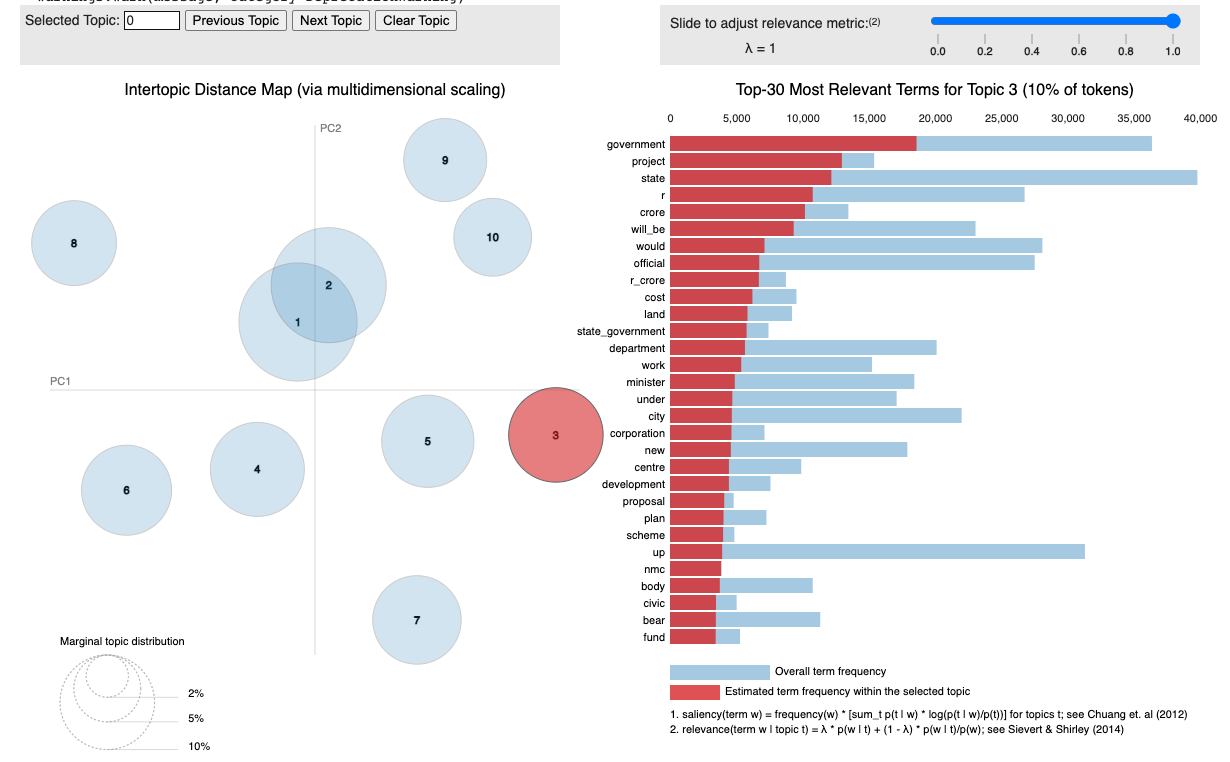 Selected Topic: 0 Previous Topic Next Topic Clear Topic
Slide to adjust relevance metric:(2)
λ = 1
0.0 0.2 0.4 0.6 0.8 1.0
Intertopic Distance Map (via multidimensional scaling)
PC2
PC1
9
8
10
2
1
3
5
4
6
7
Marginal topic distribution
2%
5%
10%
Top-30 Most Relevant Terms for Topic 3 (10% of tokens)
0 5,000 10,000 15,000 20,000 25,000 30,000 35,000 40,000
government
project
state
r
crore
will_be
would
official
r_crore
cost
land
state_government
department
work
minister
under
city
corporation
new
centre
development
proposal
plan
scheme
up
nmc
body
civic
bear
fund
Overall term frequency
Estimated term frequency within the selected topic
1. saliency(term w) = frequency(w) * [sum_t p(t | w) * log(p(t | w)/p(t))] for topics t; see Chuang et. al (2012)
2. relevance(term w | topic t) = λ * p(w | t) + (1 - λ) * p(w | t)/p(w); see Sievert & Shirley (2014)